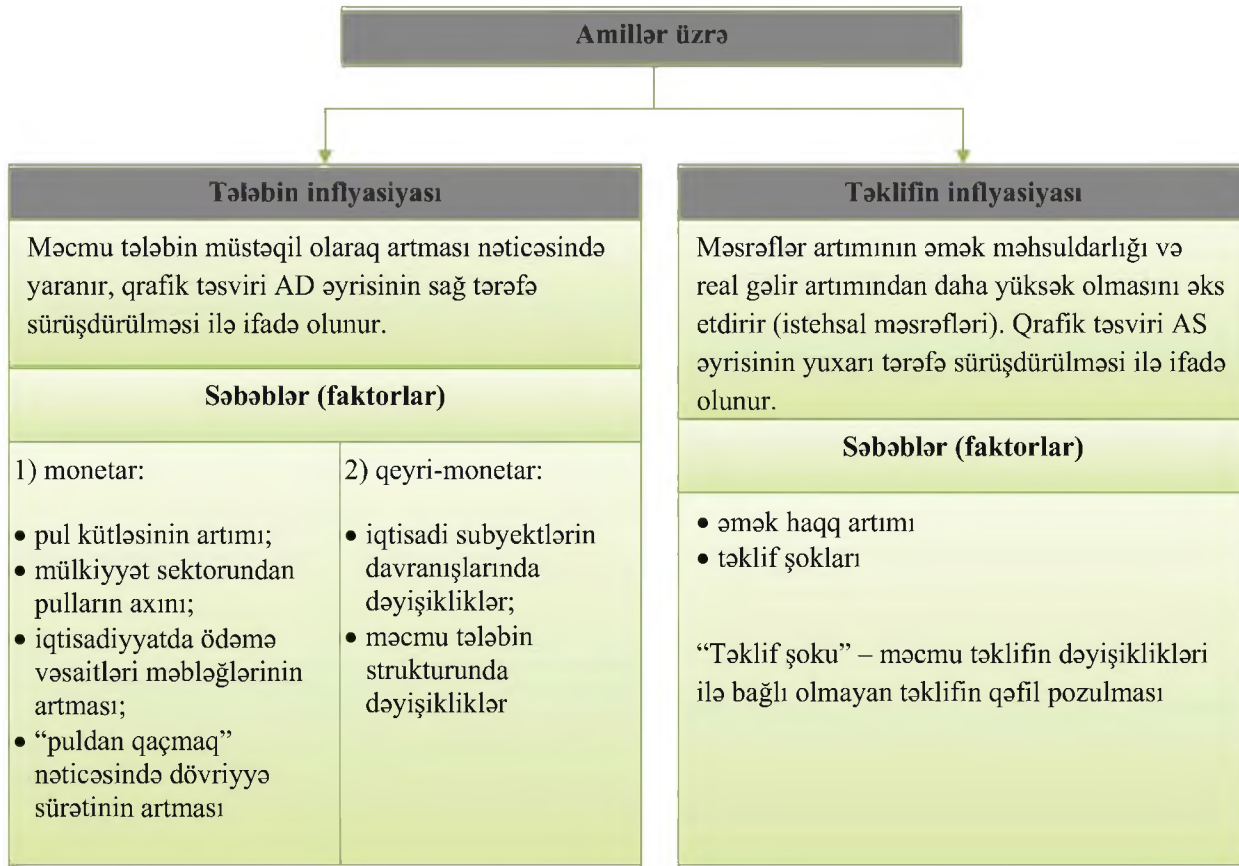 Amillər üzrə
Tələbin inflyasiyası
Məcmu tələbin müstəqil olaraq artması nəticəsində
yaranır, qrafik təsviri AD əyrisinin sağ tərəfə
sürüşdürülməsi ilə ifadə olunur.
Səbəblər (faktorlar)
1) monetar:
• pul kütləsinin artımı;
• mülkiyyət sektorundan
pulların axını;
• iqtisadiyyatda ödəmə
vəsaitləri məbləğlərinin
artması;
• “puldan qaçmaq”
nəticəsində dövriyyə
sürətinin artması
2) qeyri-monetar:
• iqtisadi subyektlərin
davranışlarında
dəyişikliklər;
• məcmu tələbin
strukturunda
dəyişikliklər
Təklifin inflyasiyası
Məsrəflər artımının əmək məhsuldarlığı və
real gəlir artımından daha yüksək olmasını əks
etdirir (istehsal məsrəfləri). Qrafik təsviri AS
əyrisinin yuxarı tərəfə sürüşdürülməsi ilə ifadə
olunur.
Səbəblər (faktorlar)
• əmək haqq artımı
• təklif şokları
“Təklif şoku” – məcmu təklifin dəyişiklikləri
ilə bağlı olmayan təklifin qəfil pozulması